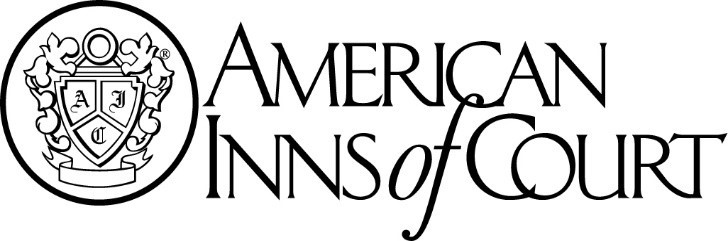 A I
C
®
AMERICAN
INNS of COURT